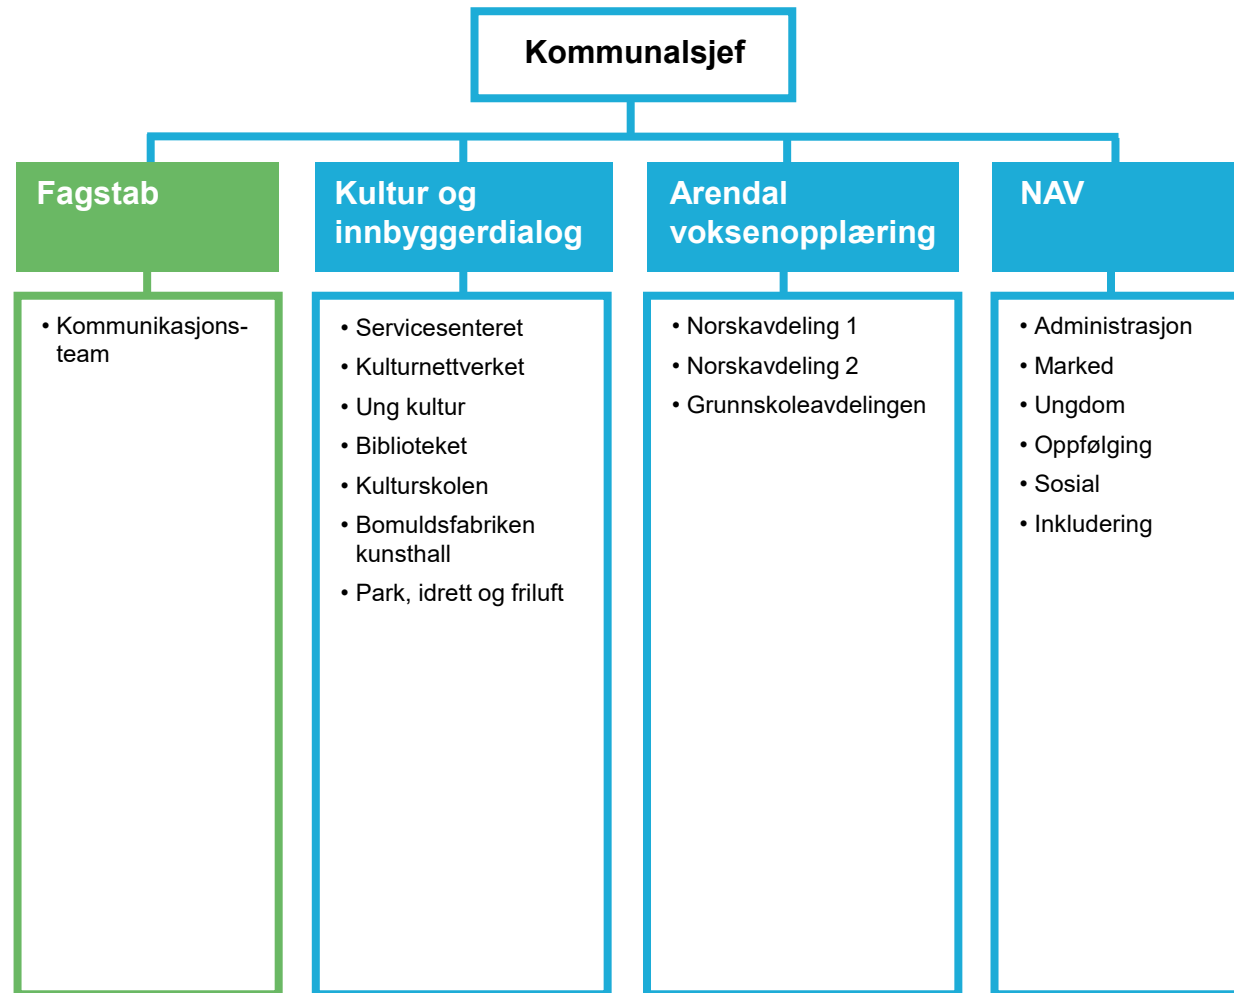 Kommunalsjef
Fagstab
• Kommunikasjons-
team
Kultur og
innbyggerdialog
• Servicesenteret
• Kulturnettverket
• Ung kultur
• Biblioteket
• Kulturskolen
• Bomuldsfabriken
kunsthall
• Park, idrett og friluft
Arendal
voksenopplæring
• Norskavdeling 1
• Norskavdeling 2
• Grunnskoleavdelingen
NAV
• Administrasjon
• Marked
• Ungdom
• Oppfølging
• Sosial
• Inkludering